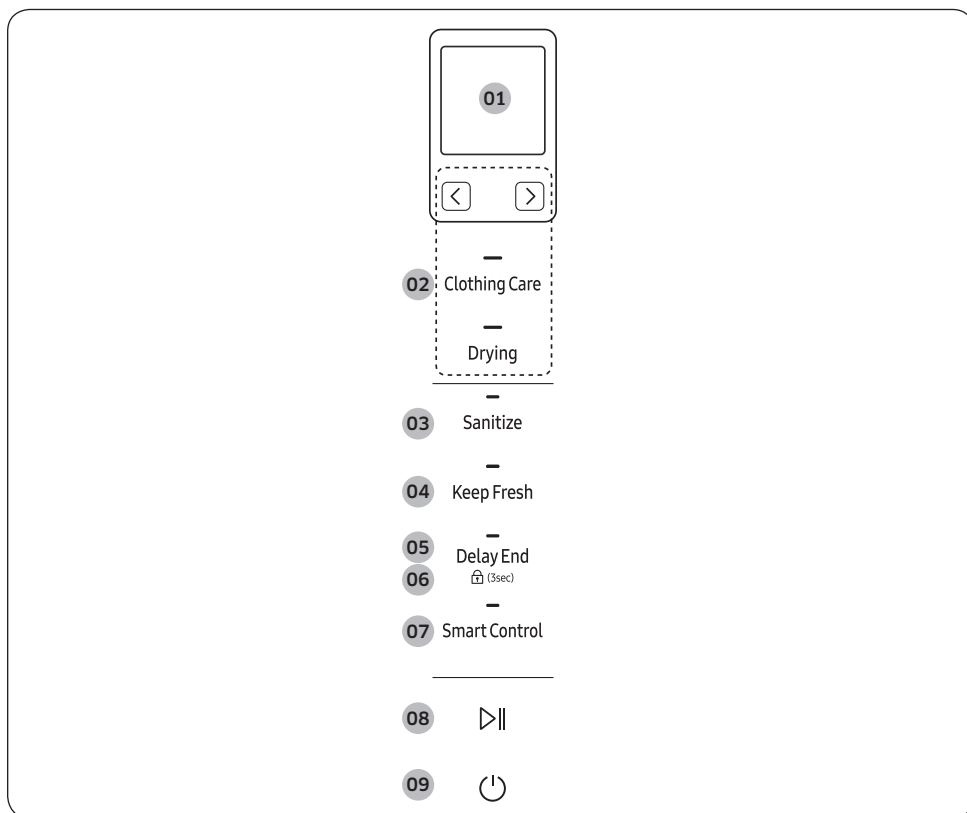 01
02 Clothing Care
Drying
03 Sanitize
04 Keep Fresh
05 Delay End
06 (3sec)
07 Smart Control
08
09